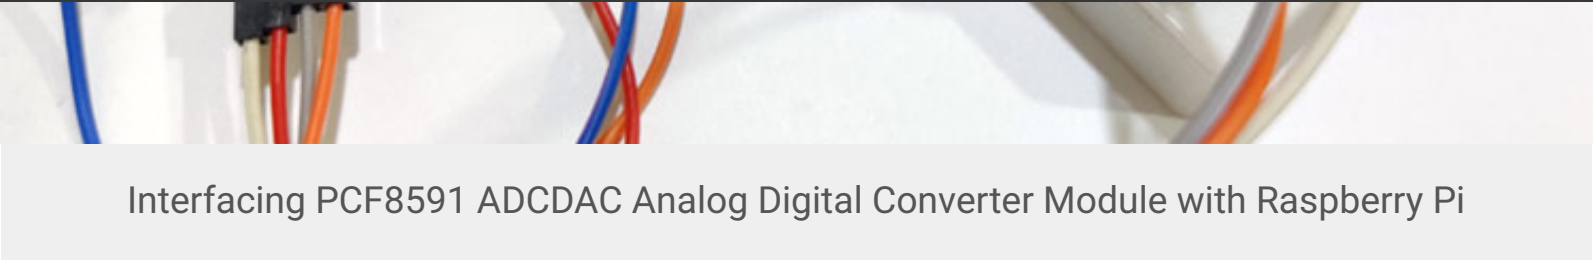 Interfacing PCF8591 ADCDAC Analog Digital Converter Module with Raspberry Pi